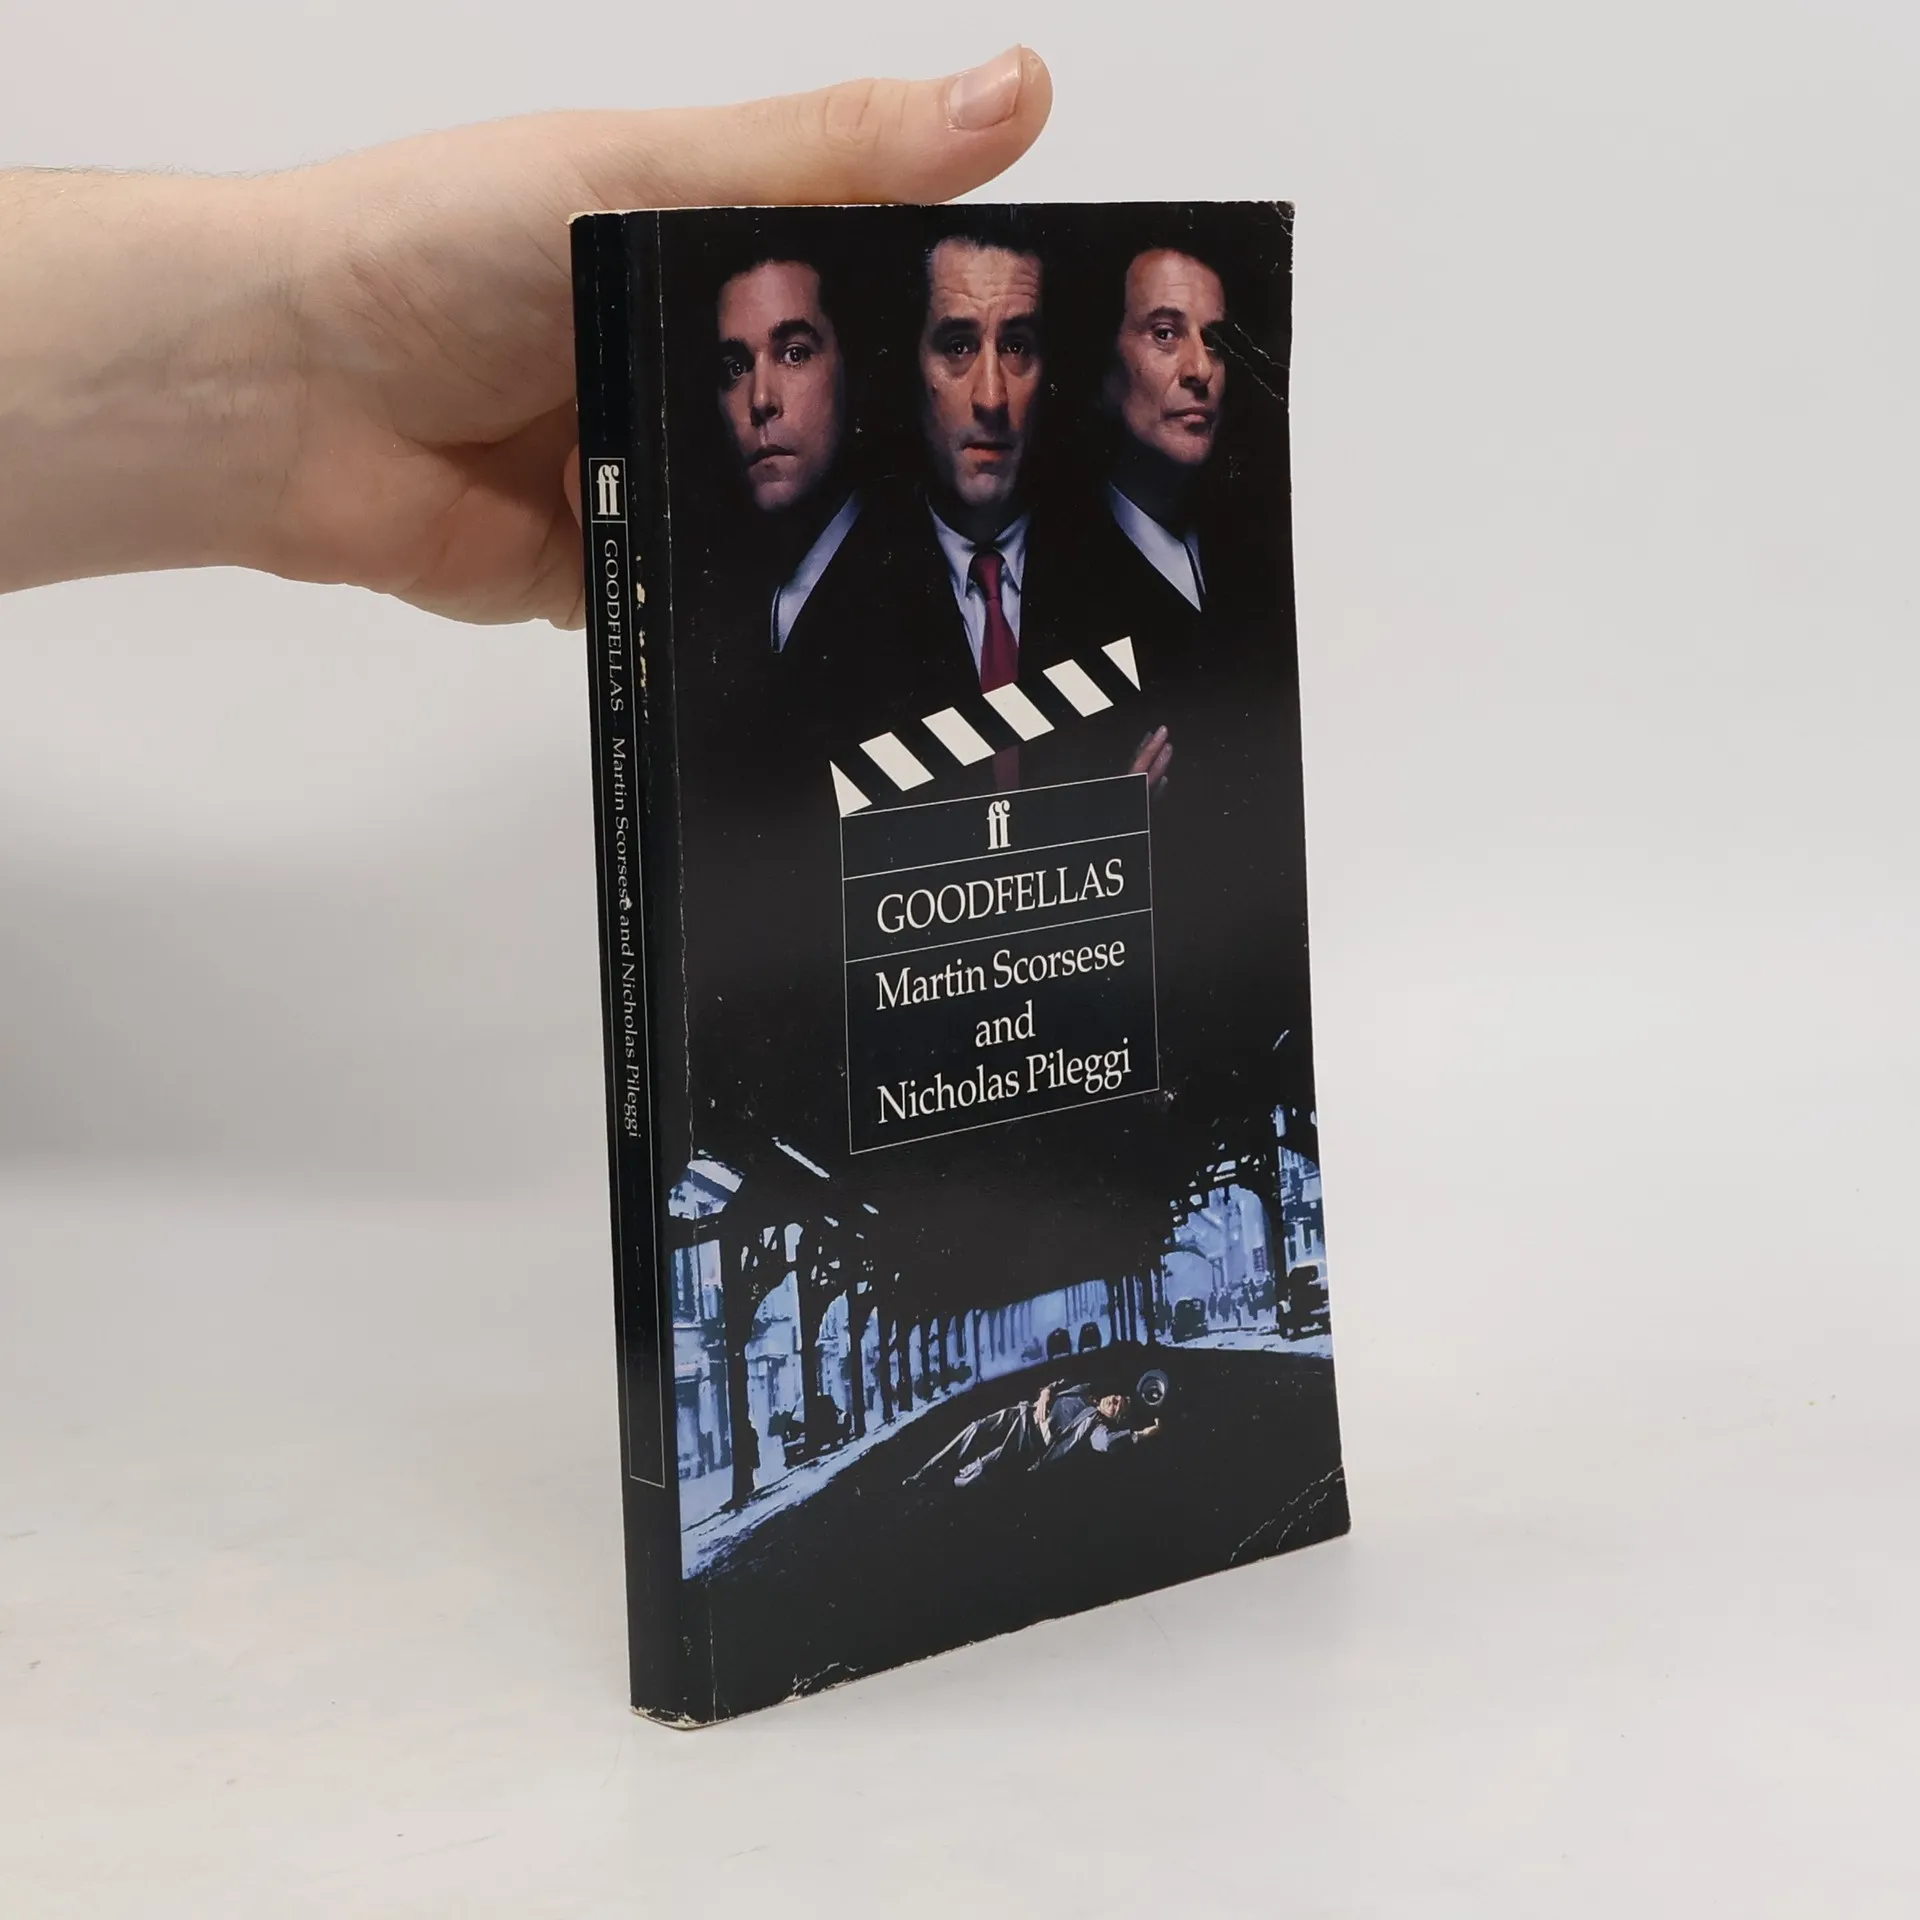 ff
GOODFELLAS Martin Scorsese and Nicholas Pileggi
ff
GOODFELLAS
Martin Scorsese
and
Nicholas Pileggi